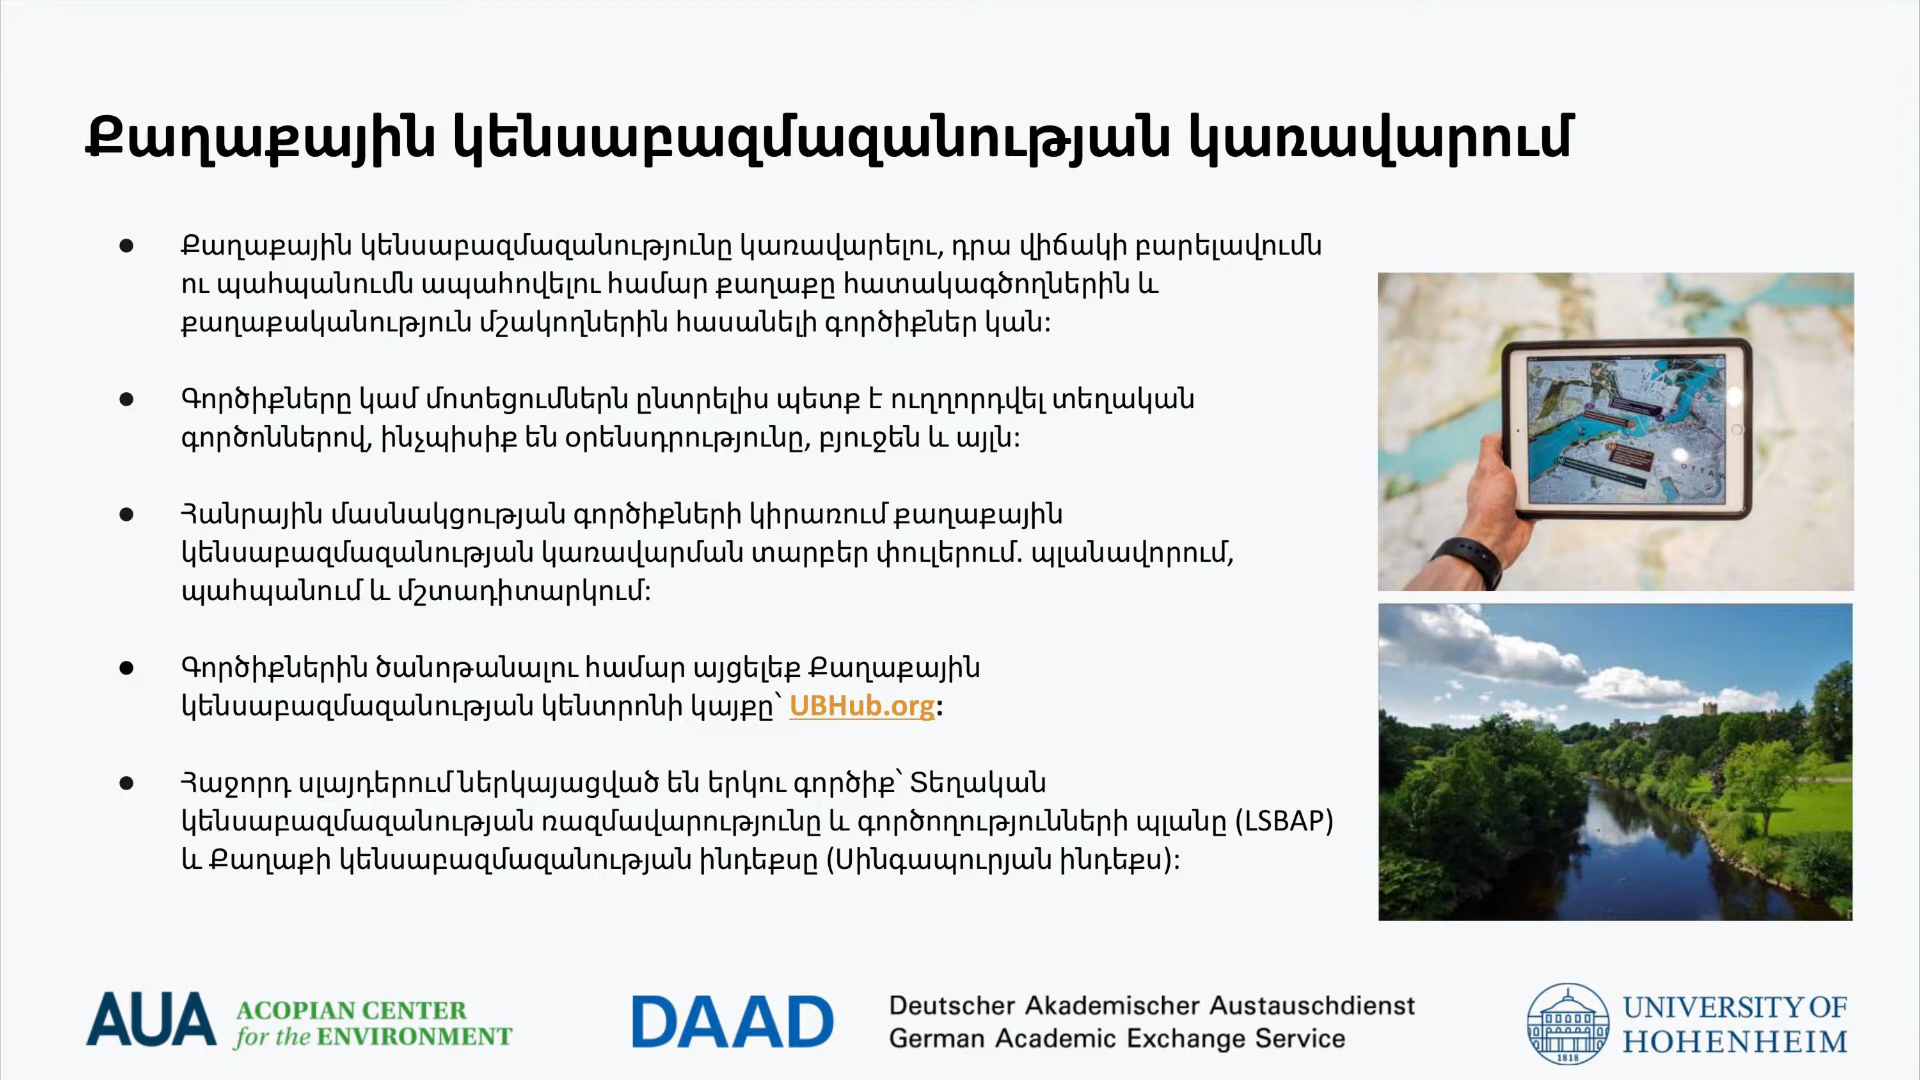 Քաղաքային կենսաբազմազանության կառավարում
● Քաղաքային կենսաբազմազանությունը կառավարելու, դրա վիճակի բարելավումն
ու պահպանումն ապահովելու համար քաղաքը հատակագծողներին և
քաղաքականություն մշակողներին հասանելի գործիքներ կան:
● Գործիքները կամ մոտեցումներն ընտրելիս պետք է ուղղորդվել տեղական
գործոններով, ինչպիսիք են օրենսդրությունը, բյուջեն և այլն:
● Հանրային մասնակցության գործիքների կիրառում քաղաքային
կենսաբազմազանության կառավարման տարբեր փուլերում. պլանավորում,
պահպանում և մշտադիտարկում:
● Գործիքներին ծանոթանալու համար այցելեք Քաղաքային
կենսաբազմազանության կենտրոնի կայքը՝ UBHub.org:
● Հաջորդ սլայդերում ներկայացված են երկու գործիք՝ Տեղական
կենսաբազմազանության ռազմավարությունը և գործողությունների պլանը (LSBAP)
և Քաղաքի կենսաբազմազանության ինդեքսը (Սինգապուրյան ինդեքս):
AUA ACOPIAN CENTER
for the ENVIRONMENT
DAAD Deutscher Akademischer Austauschdienst
German Academic Exchange Service
1818
UNIVERSITY OF
HOHENHEIM